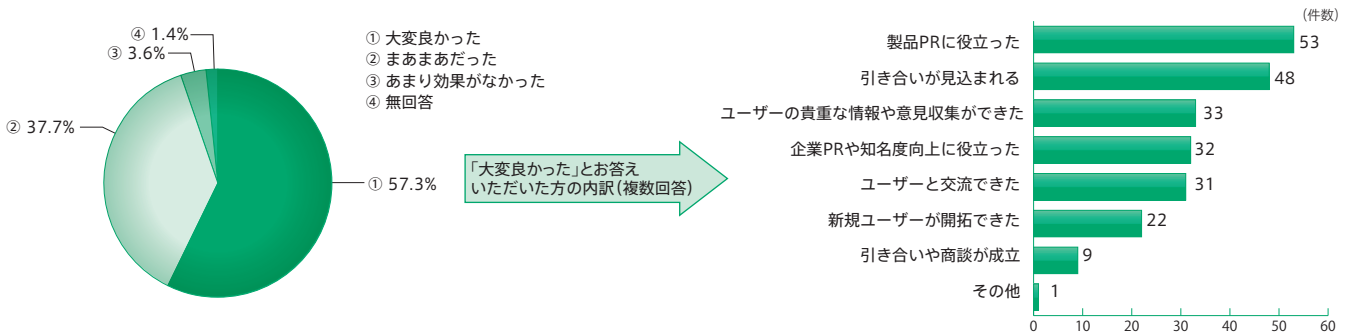 ④ 1.4%
③ 3.6%
② 37.7%
① 57.3%
① 大変良かった
② まあまあだった
③ あまり効果がなかった
④ 無回答
「大変良かった」とお答え
いただいた方の内訳(複数回答)
(件数)
製品PRに役立った 53
引き合いが見込まれる 48
ユーザーの貴重な情報や意見収集ができた 33
企業PRや知名度向上に役立った 32
ユーザーと交流できた 31
新規ユーザーが開拓できた 22
引き合いや商談が成立 9
その他 1
0 10 20 30 40 50 60